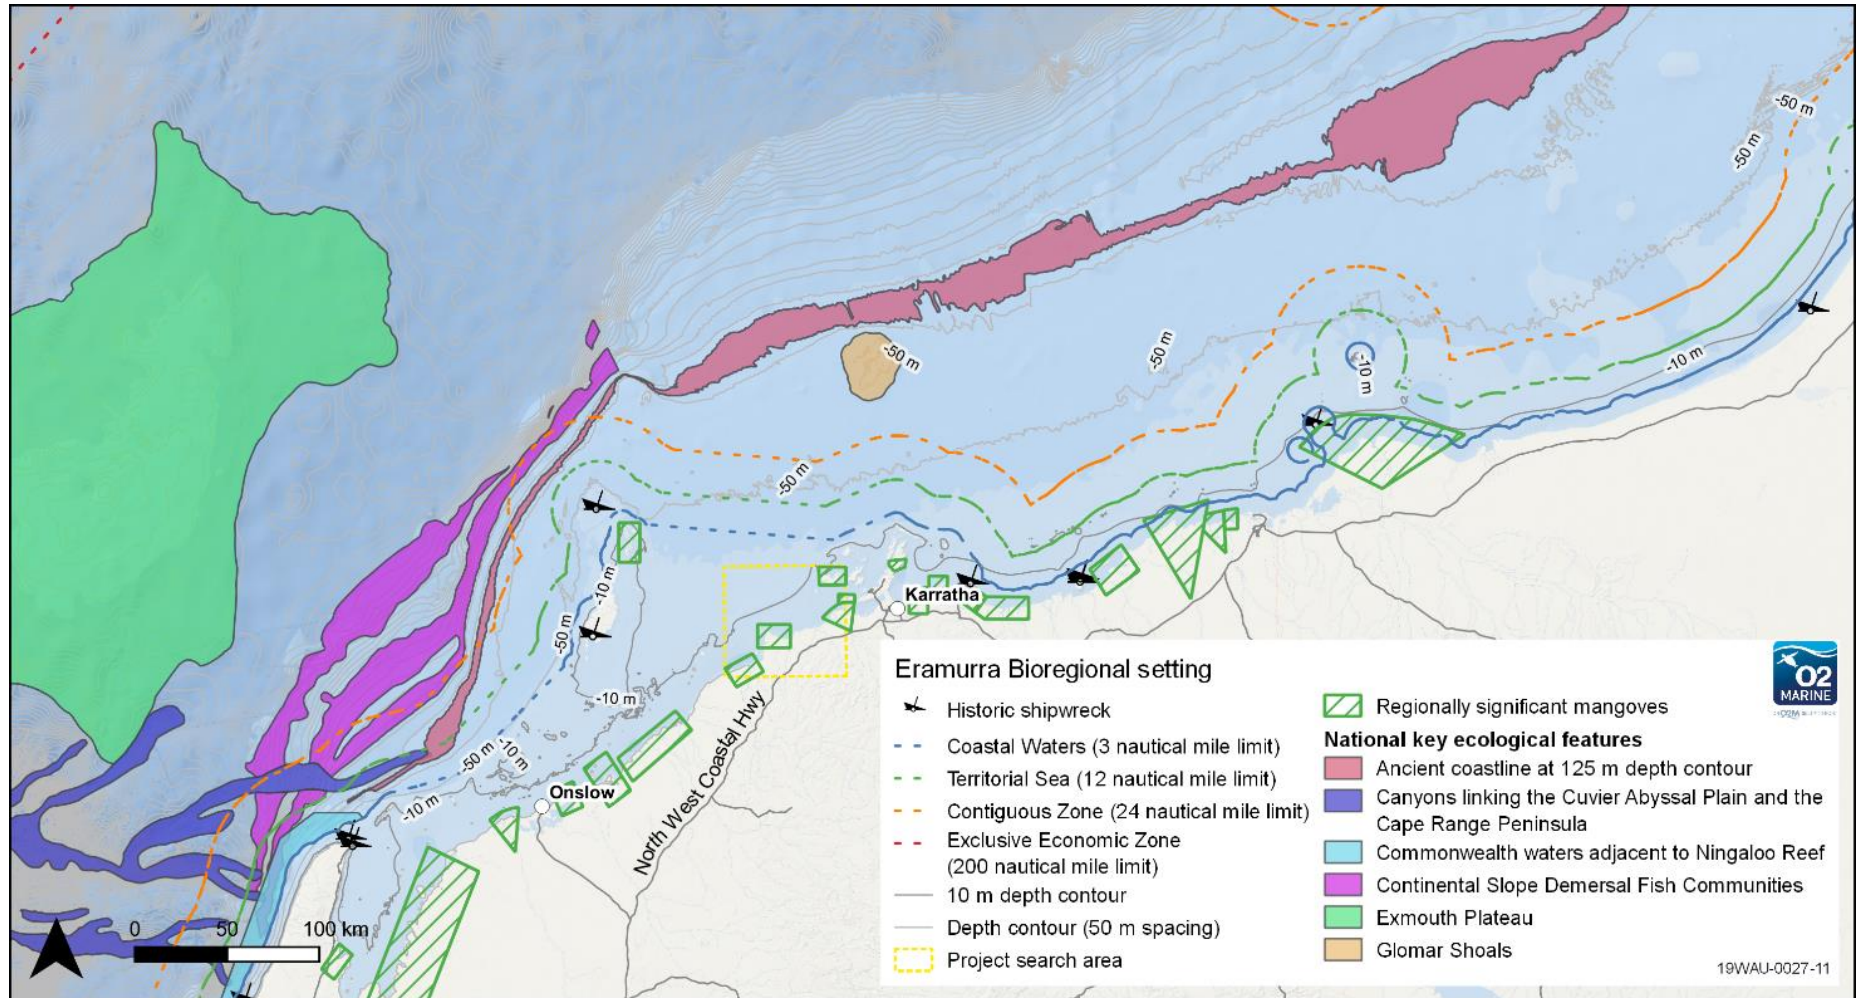 -50 m
-50 m
-50 m
-50 m
-10 m
-10 m
-50 m
-10 m
-50 m
Karratha
-10 m
-50 m
-10 m
-10 m
Onslow
North West Coastal Hwy
0 50 100 km
Eramurra Bioregional setting
Historic shipwreck
Coastal Waters (3 nautical mile limit)
Territorial Sea (12 nautical mile limit)
Contiguous Zone (24 nautical mile limit)
Exclusive Economic Zone
(200 nautical mile limit)
10 m depth contour
Depth contour (50 m spacing)
Project search area
O2
MARINE
Regionally significant mangoves
National key ecological features
Ancient coastline at 125 m depth contour
Canyons linking the Cuvier Abyssal Plain and the
Cape Range Peninsula
Commonwealth waters adjacent to Ningaloo Reef
Continental Slope Demersal Fish Communities
Exmouth Plateau
Glomar Shoals
19WAU-0027-11